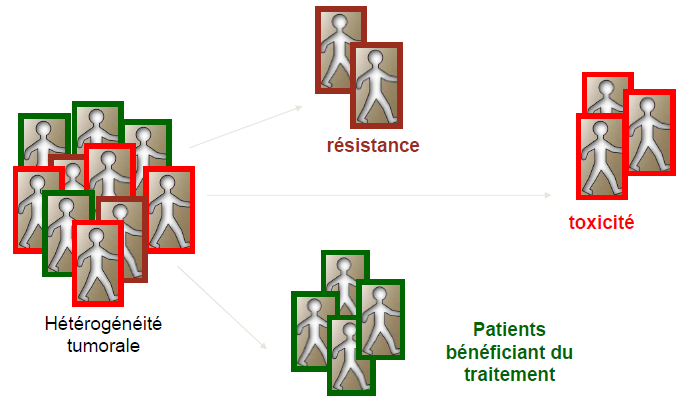 résistance
toxicité
Hétérogénéité
tumorale
Patients
bénéficiant du
traitement